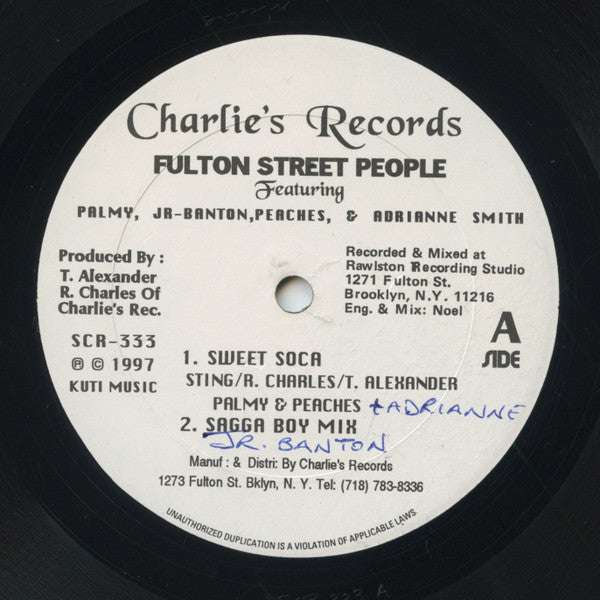 Charlie's Records
FULTON STREET PEOPLE
Featuring
PALMY, JR-BANTON,PEACHES, & ADRIANNE SMITH
Produced By :
T. Alexander
R. Charles Of
Charlie's Rec.
Recorded & Mixed at
Rawlston Recording Studio
1271 Fulton St.
Brooklyn, N.Y. 11216
Eng. & Mix: Noel
SCR-333
℗ © 1997
KUTI MUSIC
A
SIDE
1. SWEET SOCA
STING/R. CHARLES/T. ALEXANDER
PALMY & PEACHES +ADRIANNE
2. SAGGA BOY MIX
JR. BANTON
Manuf : & Distri: By Charlie's Records
1273 Fulton St. Bklyn, N. Y. Tel: (718) 783-8336
UNAUTHORIZED DUPLICATION IS A VIOLATION OF APPLICABLE LAWS.